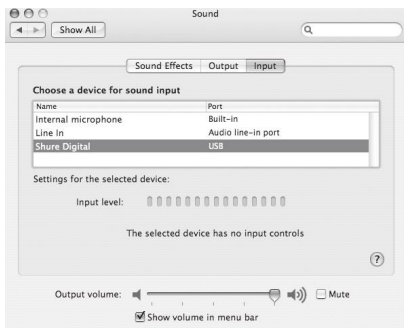 Sound
Show All
Sound Effects Output Input
Choose a device for sound input
Name Port
Internal microphone Built-in
Line In Audio line-in port
Shure Digital USB
Settings for the selected device:
Input level:
The selected device has no input controls
?
Output volume: Mute
Show volume in menu bar